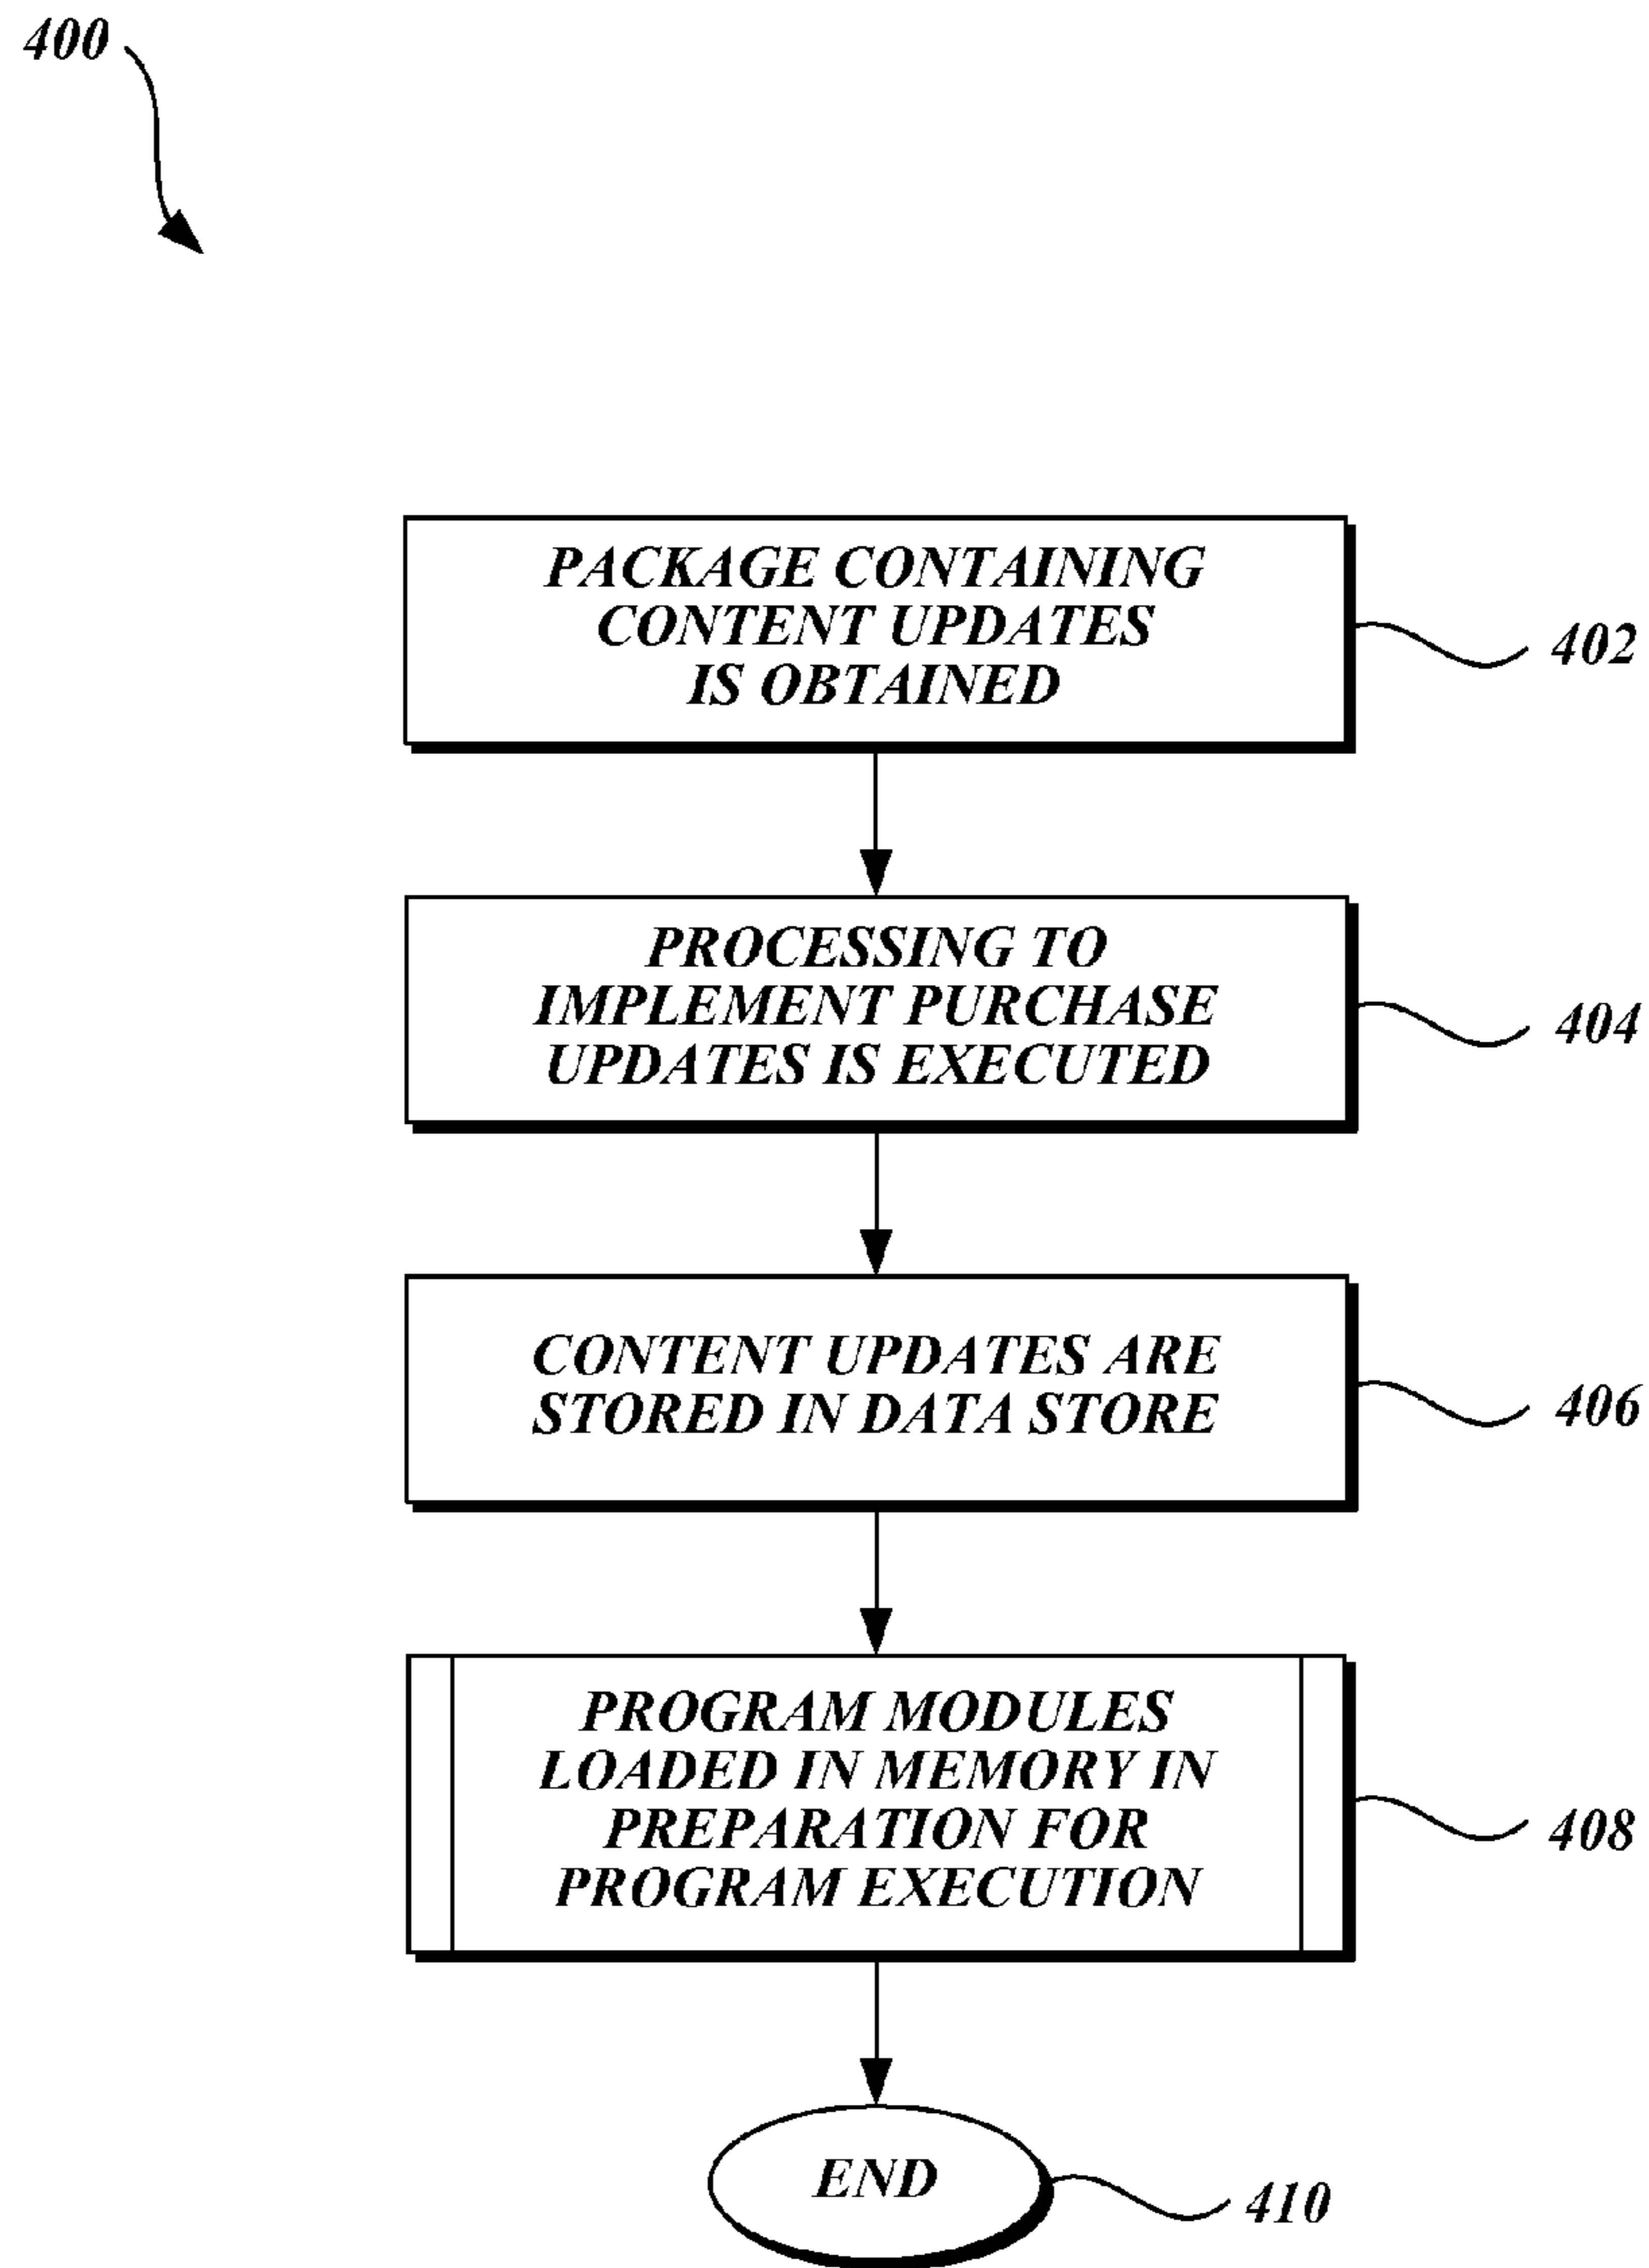 400
PACKAGE CONTAINING
CONTENT UPDATES
IS OBTAINED
402
PROCESSING TO
IMPLEMENT PURCHASE
UPDATES IS EXECUTED
404
CONTENT UPDATES ARE
STORED IN DATA STORE
406
PROGRAM MODULES
LOADED IN MEMORY IN
PREPARATION FOR
PROGRAM EXECUTION
408
END
410